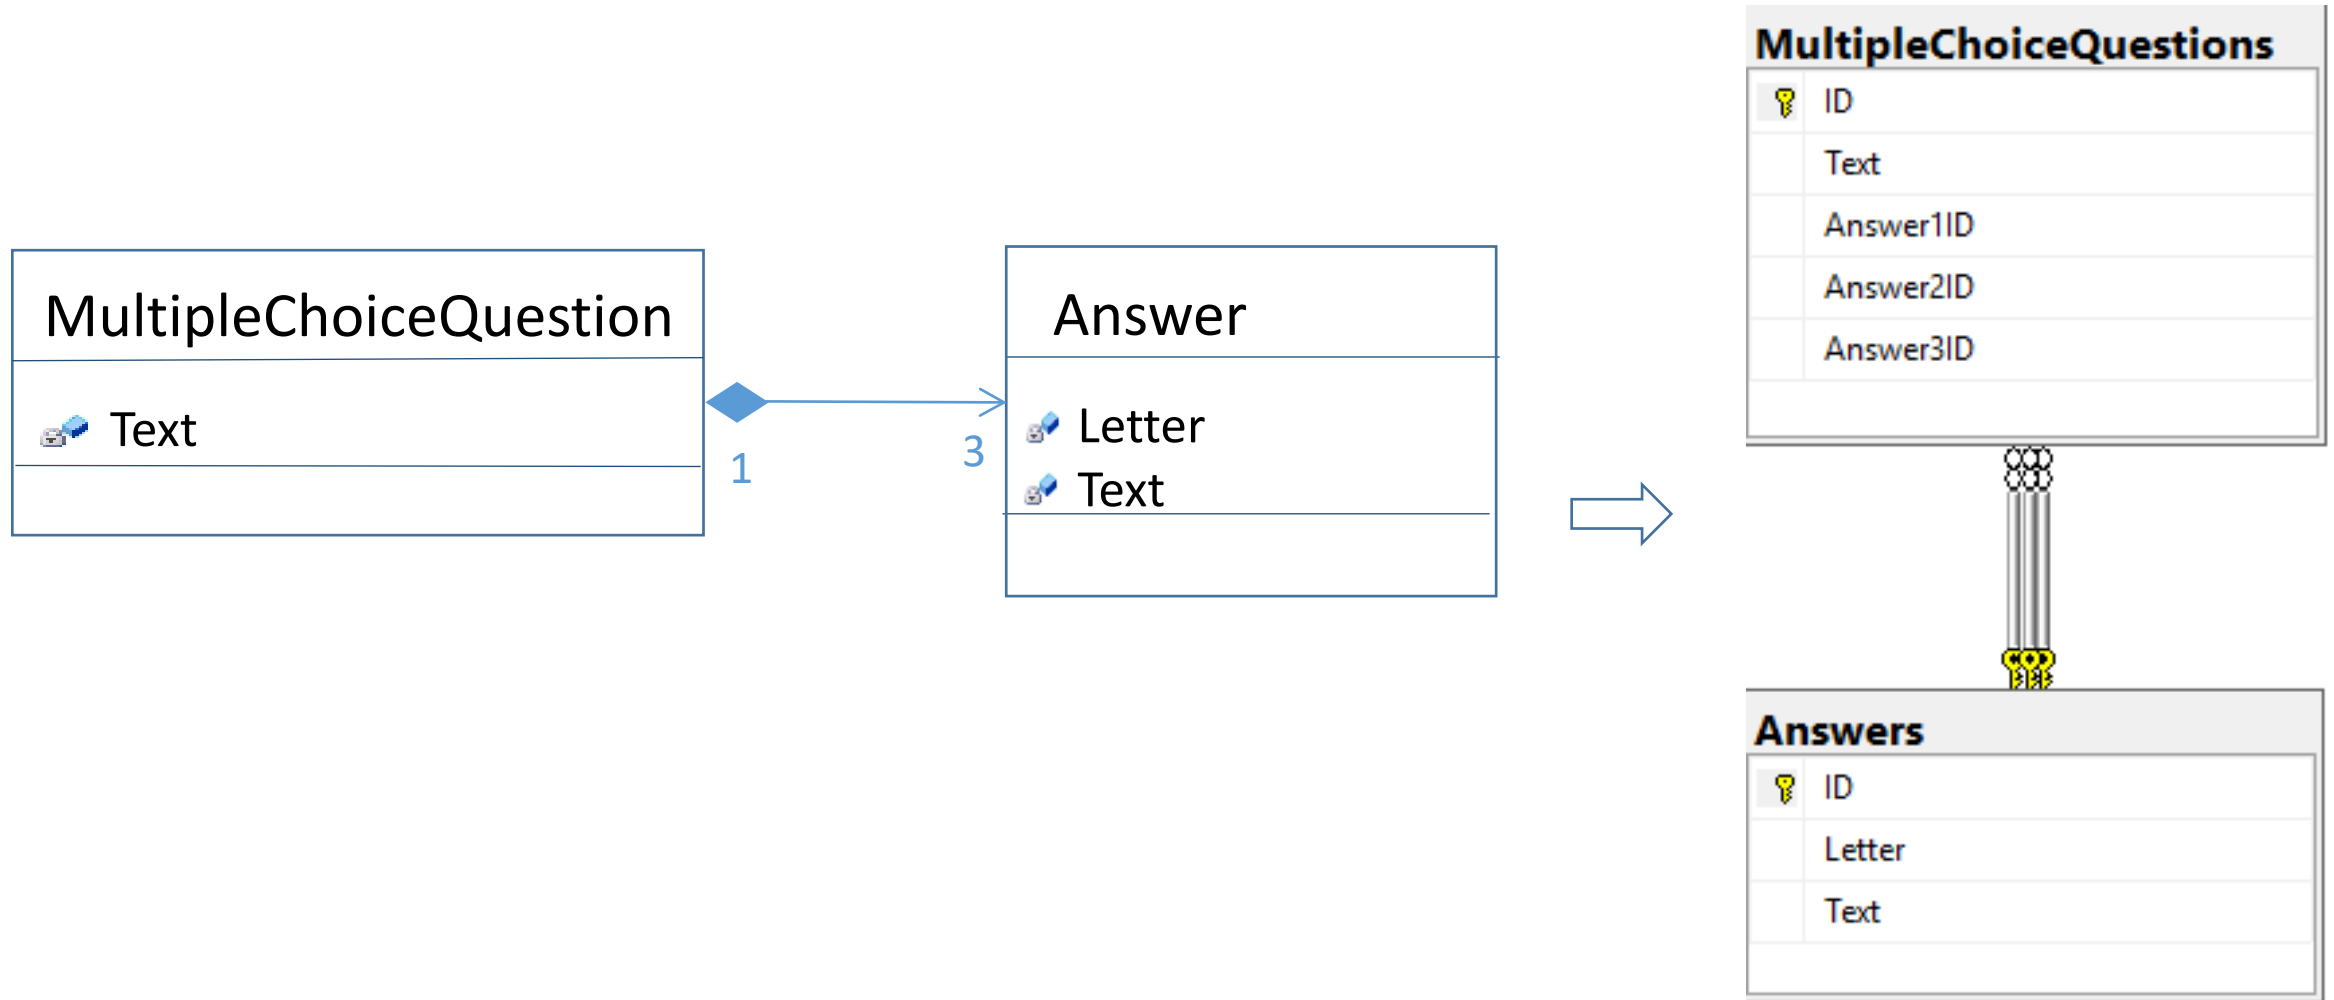 MultipleChoiceQuestion
Text
1
3
Answer
Letter
Text
MultipleChoiceQuestions
ID
Text
Answer1ID
Answer2ID
Answer3ID
Answers
ID
Letter
Text